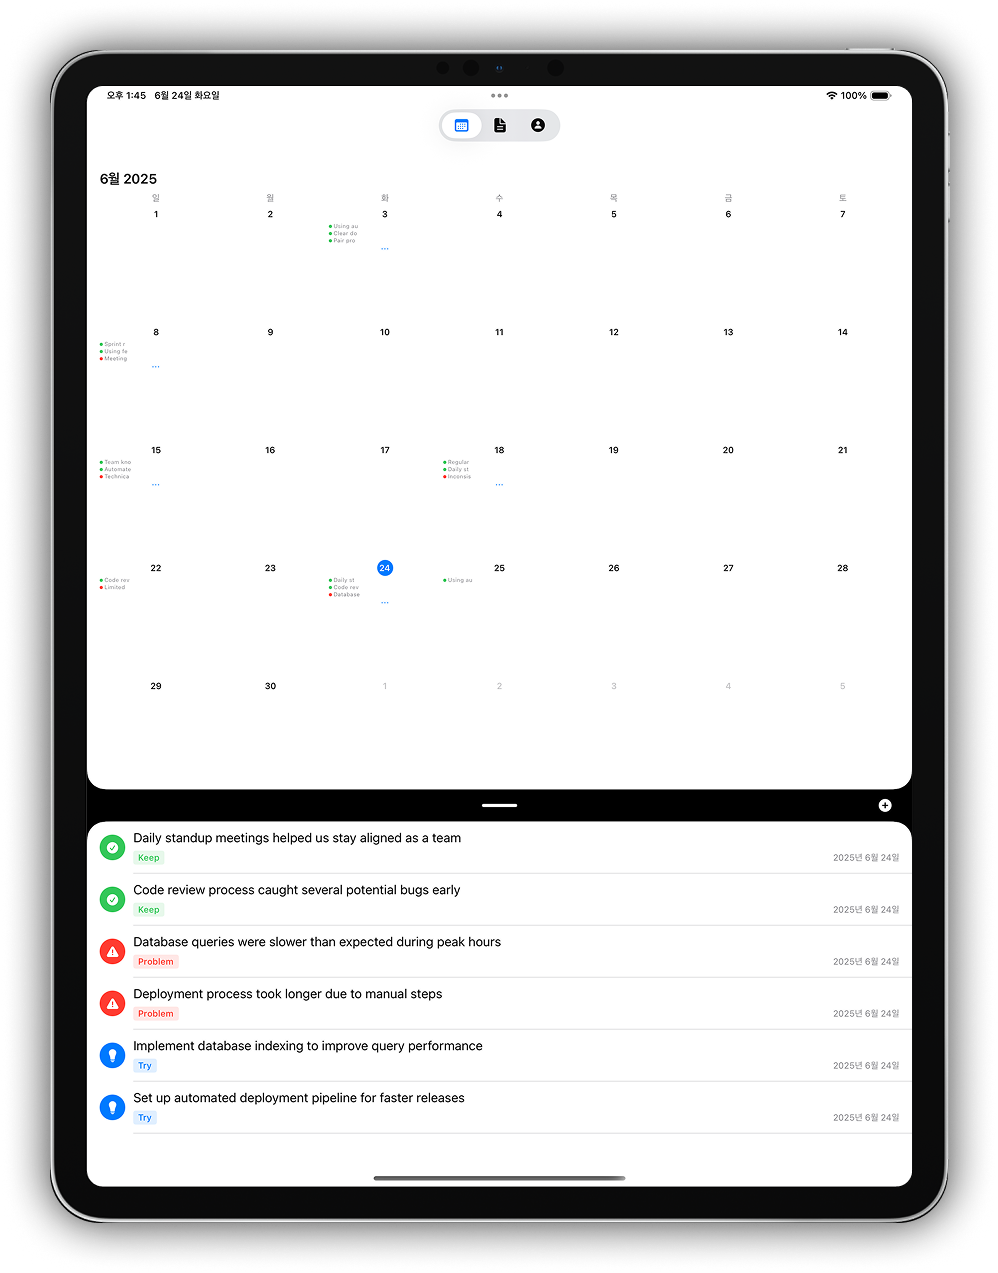 오후 1:45 6월 24일 화요일
100%
6월 2025
일 월 화 수 목 금 토
1 2 3 4 5 6 7
Using au
Clear do
Pair pro
...
8 9 10 11 12 13 14
Sprint r
Using fe
Meeting
...
15 16 17 18 19 20 21
Team kno Regular
Automate Daily st
Technica Inconsis
... ...
22 23 24 25 26 27 28
Code rev Daily st Using au
Limited Code rev
Database
...
29 30 1 2 3 4 5
Daily standup meetings helped us stay aligned as a team
Keep 2025년 6월 24일
Code review process caught several potential bugs early
Keep 2025년 6월 24일
Database queries were slower than expected during peak hours
Problem 2025년 6월 24일
Deployment process took longer due to manual steps
Problem 2025년 6월 24일
Implement database indexing to improve query performance
Try 2025년 6월 24일
Set up automated deployment pipeline for faster releases
Try 2025년 6월 24일